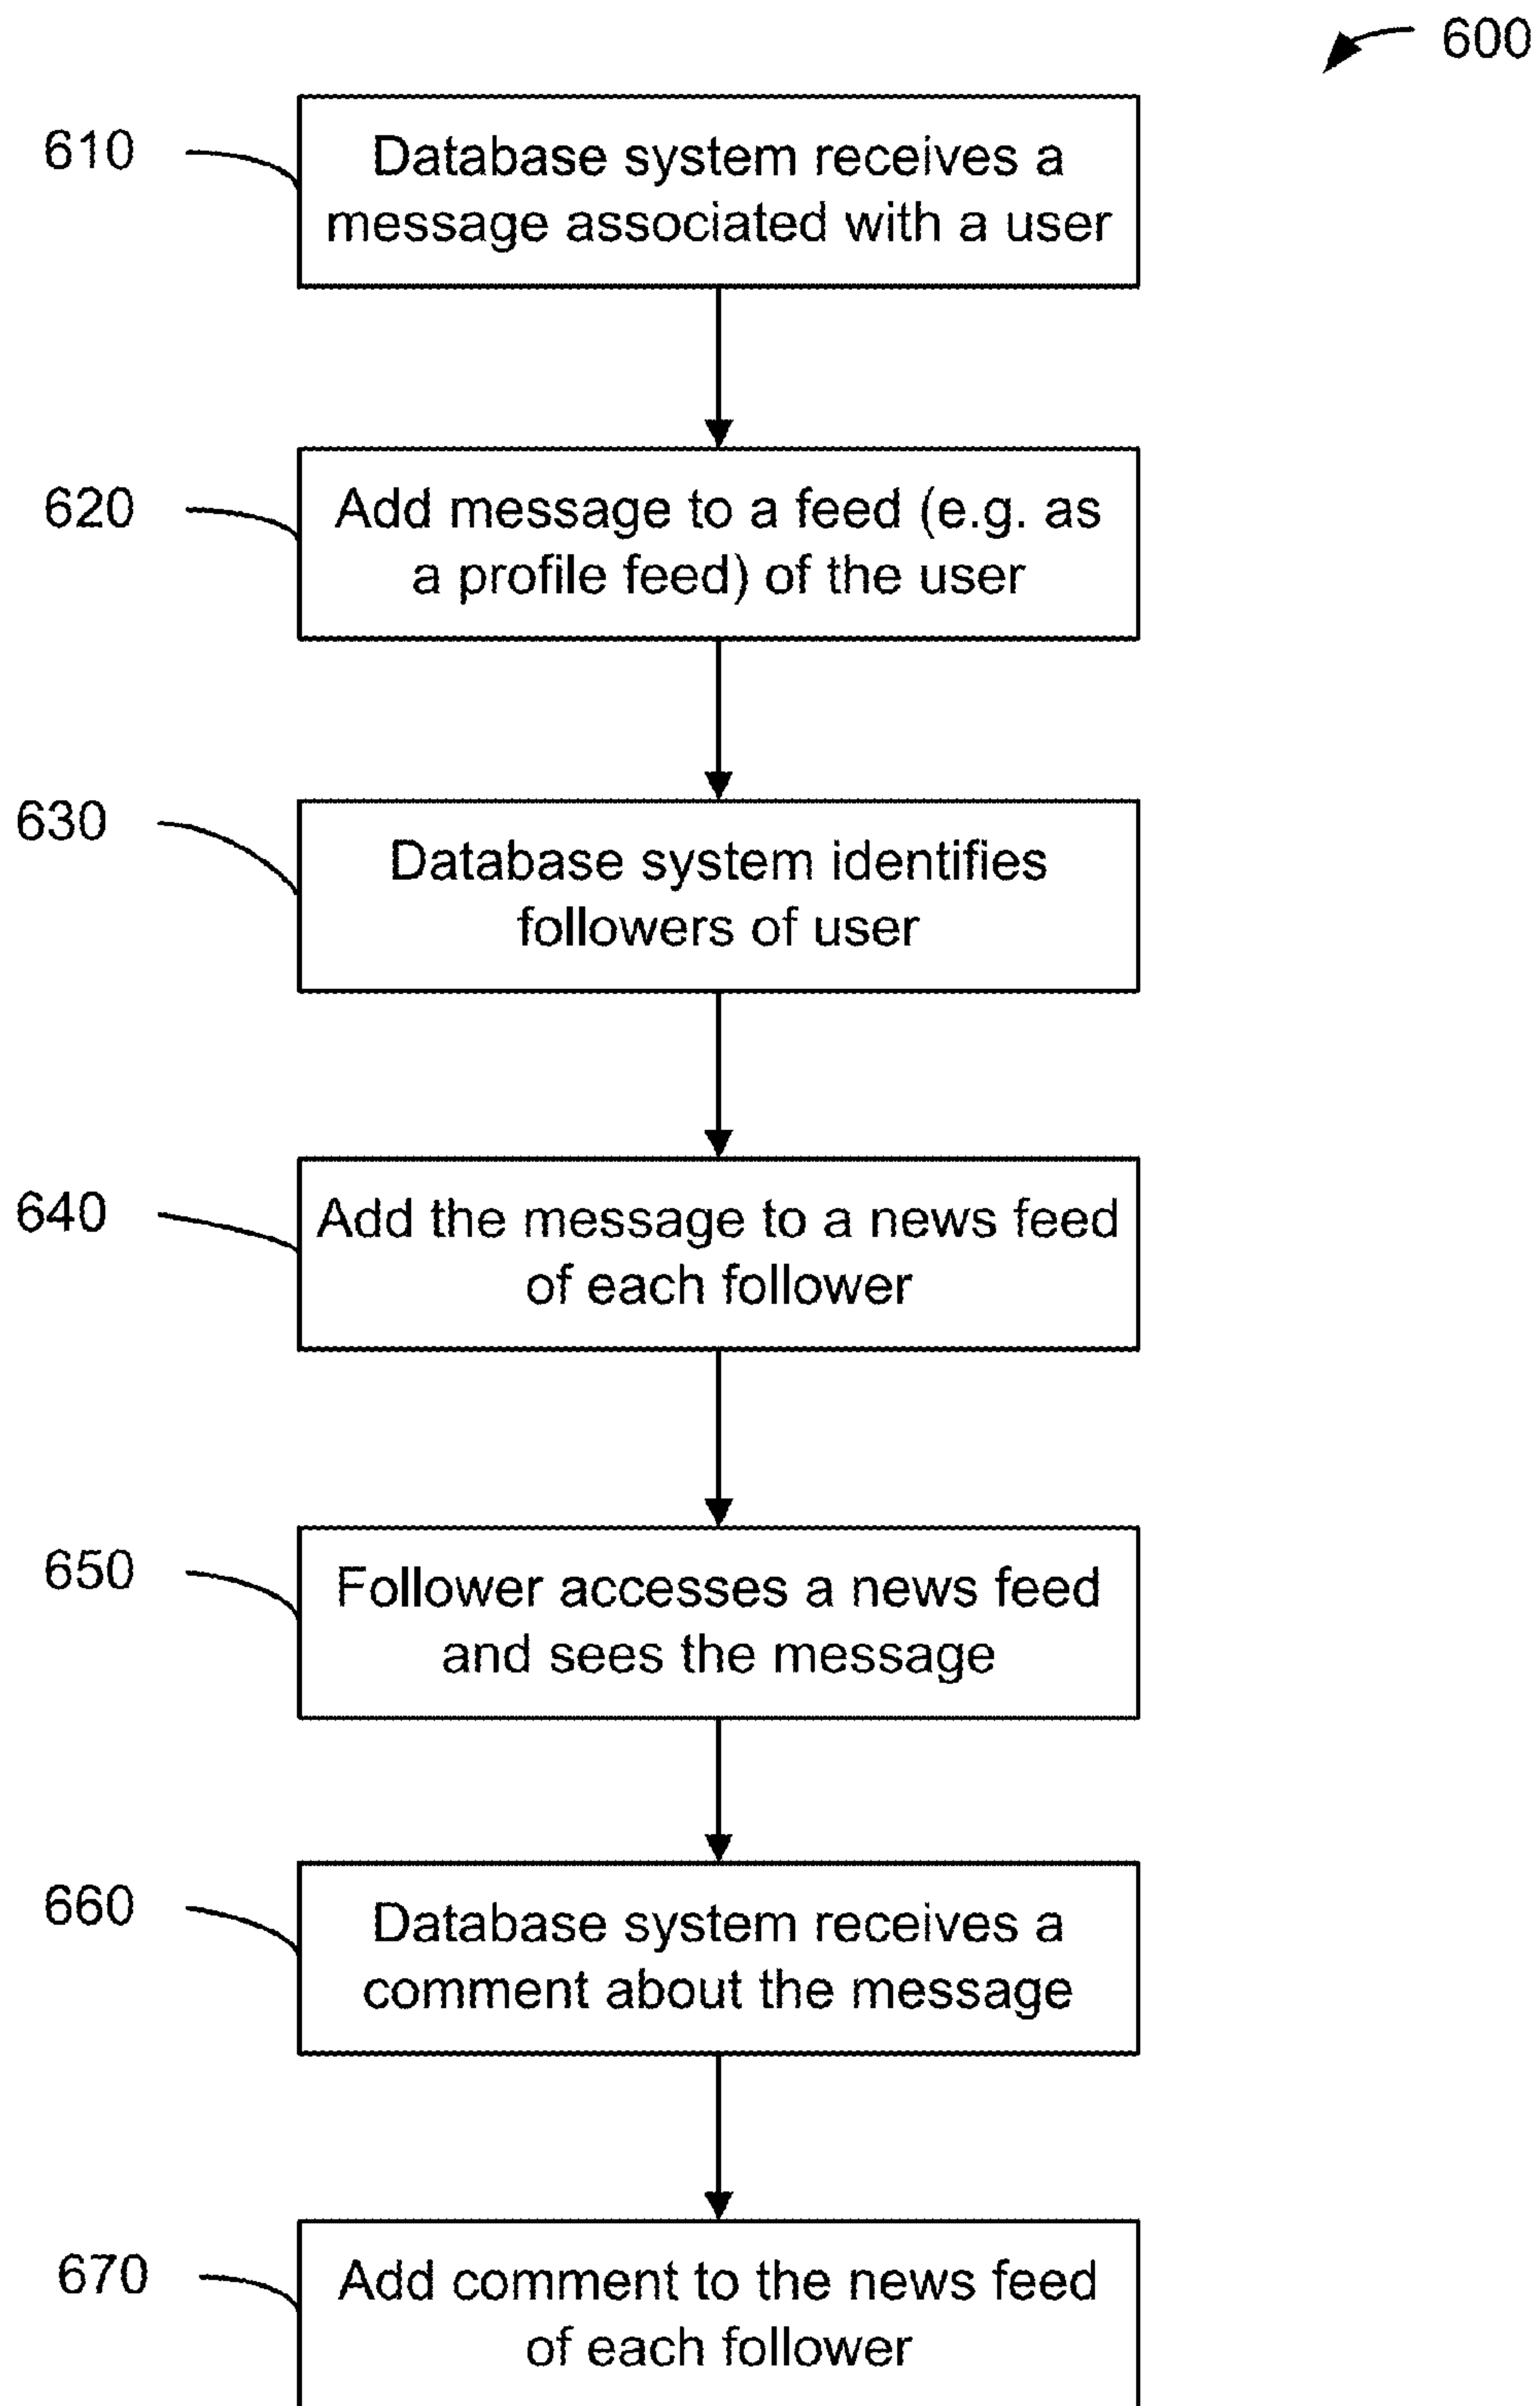 600
610
Database system receives a
message associated with a user
620
Add message to a feed (e.g. as
a profile feed) of the user
630
Database system identifies
followers of user
640
Add the message to a news feed
of each follower
650
Follower accesses a news feed
and sees the message
660
Database system receives a
comment about the message
670
Add comment to the news feed
of each follower